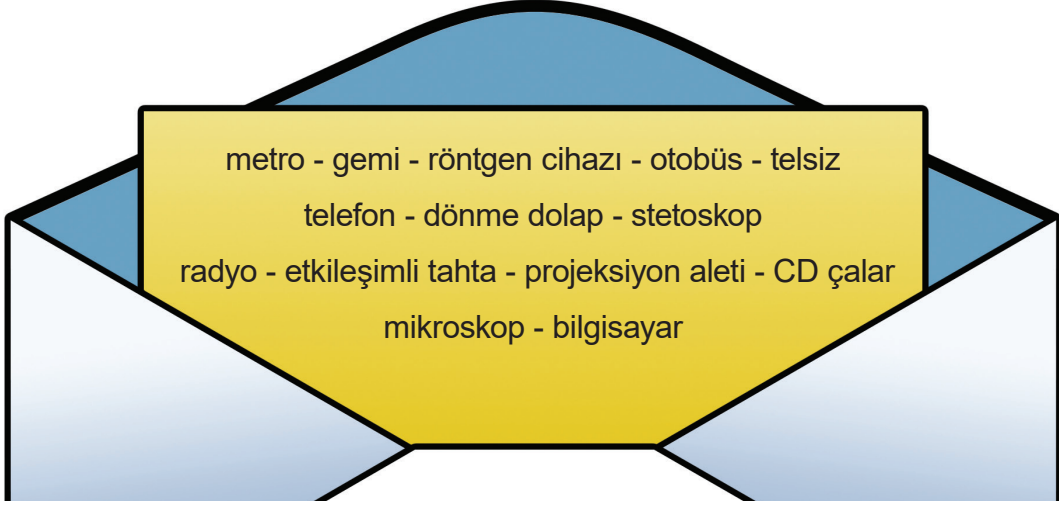 metro - gemi - röntgen cihazı - otobüs - telsiz
telefon - dönme dolap - stetoskop
radyo - etkileşimli tahta - projeksiyon aleti - CD çalar
mikroskop - bilgisayar